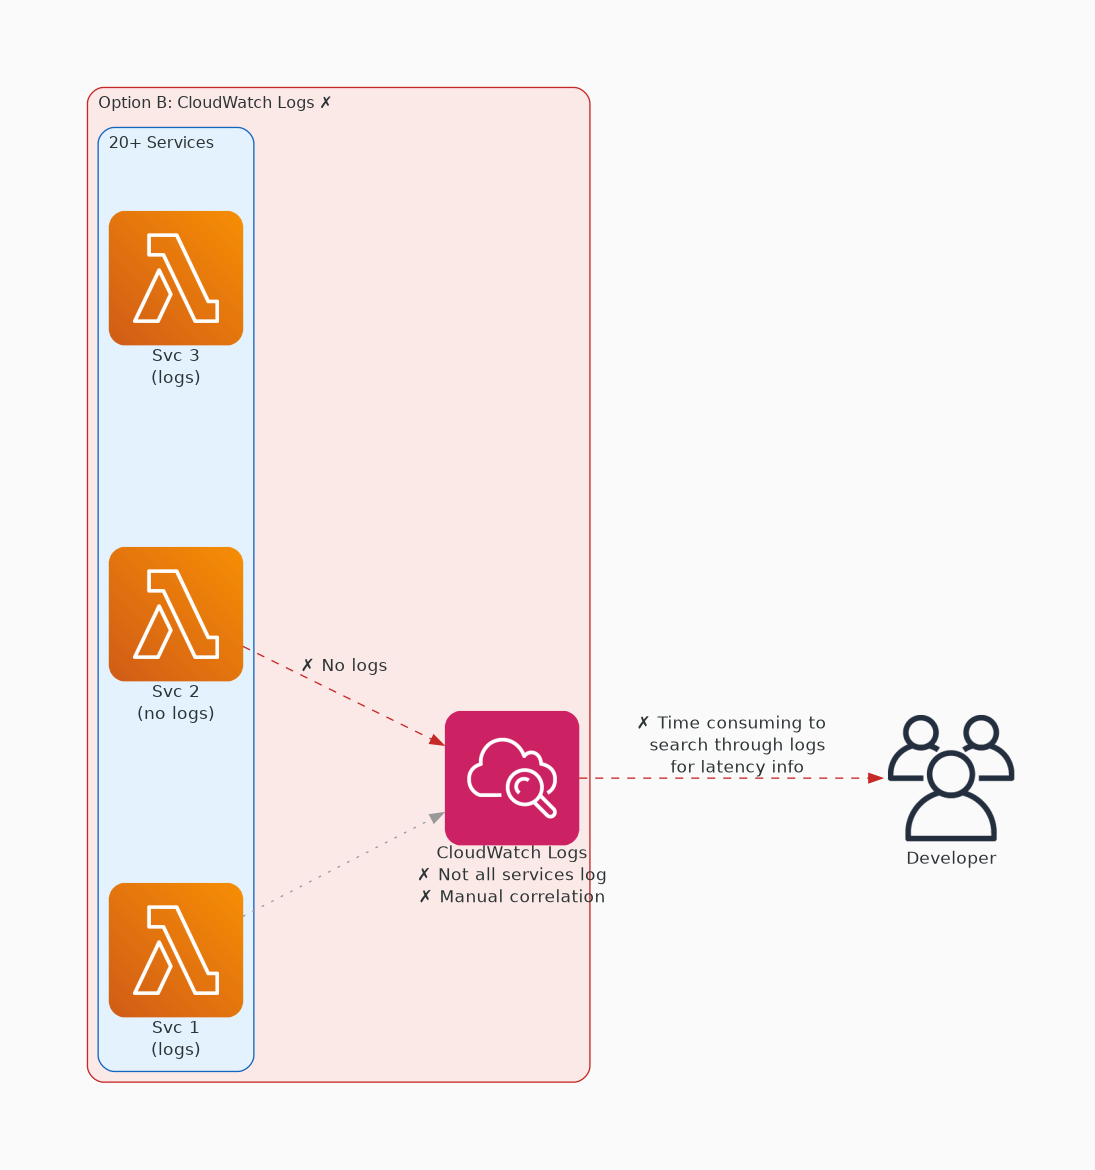 Option B: CloudWatch Logs ✗
20+ Services
Svc 3
(logs)
Svc 2
(no logs)
✗ No logs
Svc 1
(logs)
CloudWatch Logs
✗ Not all services log
✗ Manual correlation
✗ Time consuming to
search through logs
for latency info
Developer